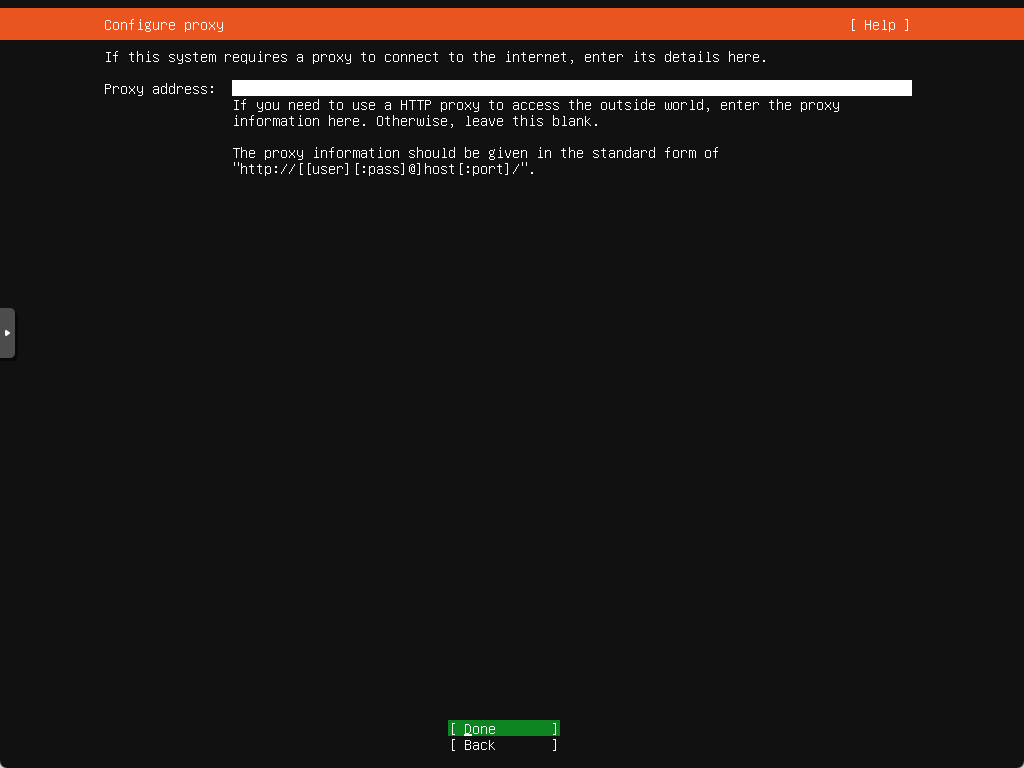 Configure proxy [ Help ]
If this system requires a proxy to connect to the internet, enter its details here.
Proxy address:
If you need to use a HTTP proxy to access the outside world, enter the proxy
information here. Otherwise, leave this blank.
The proxy information should be given in the standard form of
"http://[[user][:pass]@]host[:port]/".
[ Done ]
[ Back ]